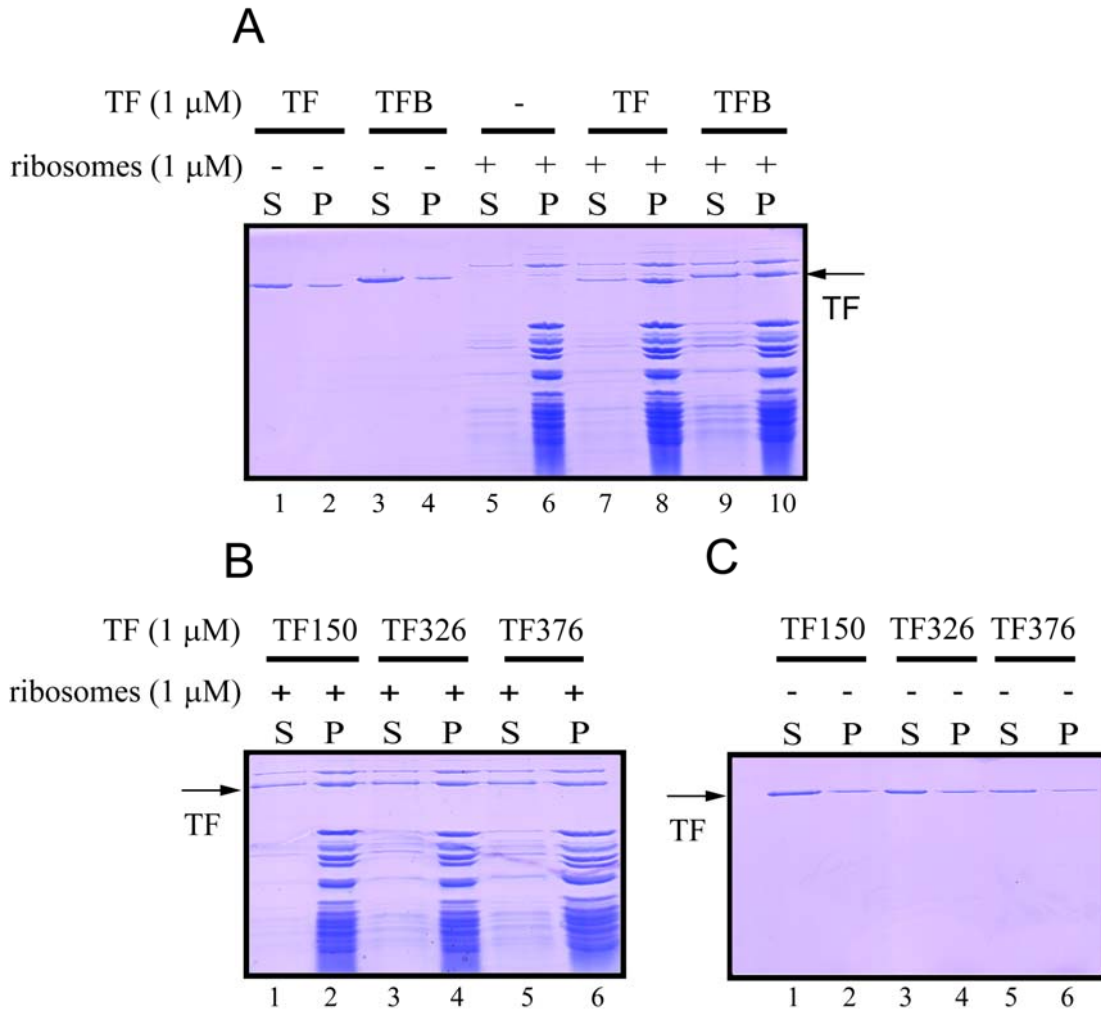 A
TF (1 μM) TF TFB - TF TFB
ribosomes (1 μM) - - - - + + + + + +
S P S P S P S P S P
TF
1 2 3 4 5 6 7 8 9 10
B
TF (1 μM) TF150 TF326 TF376
ribosomes (1 μM) + + + + + +
S P S P S P
TF
1 2 3 4 5 6
C
TF150 TF326 TF376
- - - - - -
S P S P S P
TF
1 2 3 4 5 6